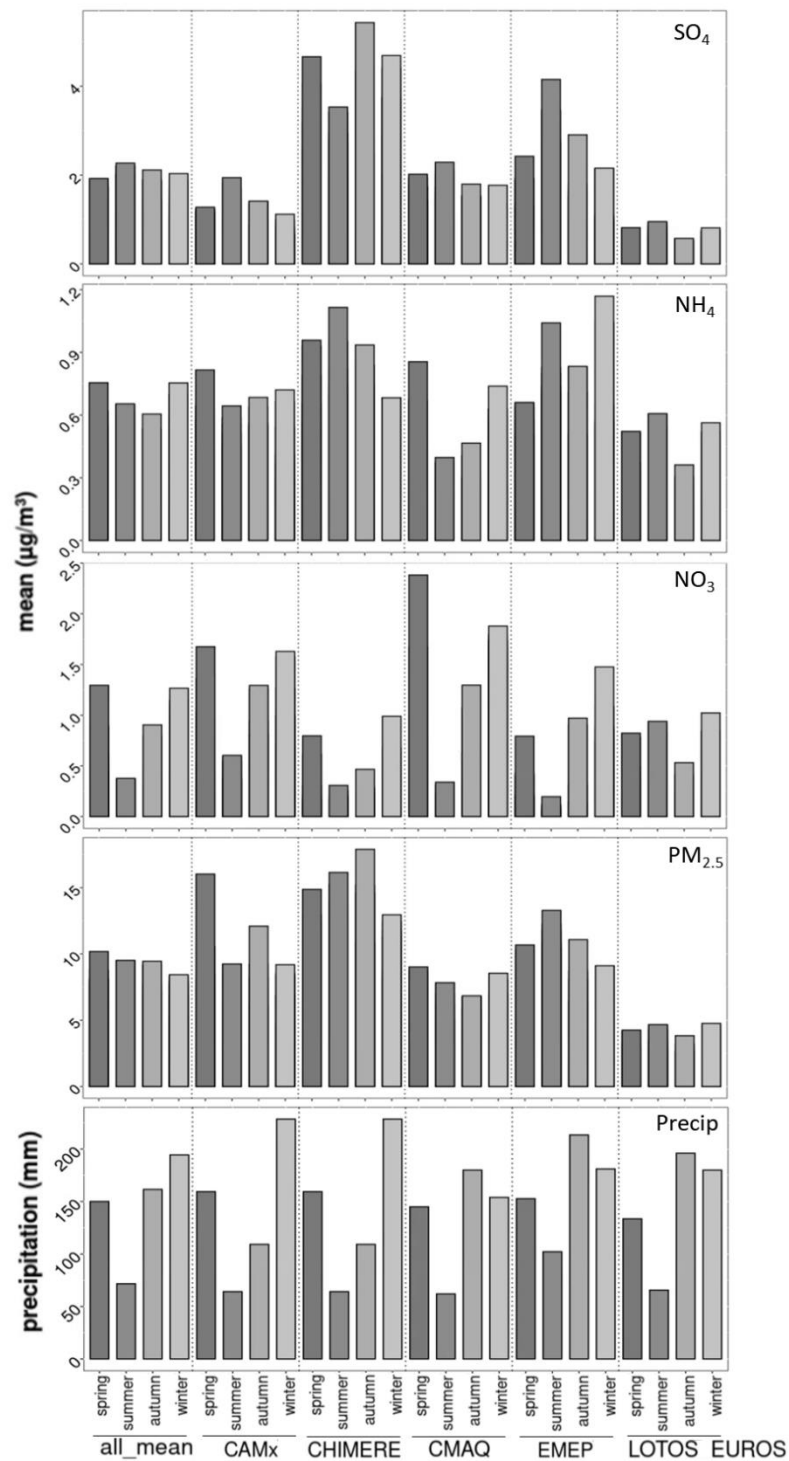 SO4
4
2
0
NH4
1.2
0.9
0.6
0.3
0.0
mean (µg/m³)
NO3
2.5
2.0
1.5
1.0
0.5
0.0
PM2.5
15
10
5
0
Precip
200
150
100
50
0
precipitation (mm)
spring summer autumn winter spring summer autumn winter spring summer autumn winter spring summer autumn winter spring summer autumn winter spring summer autumn winter
all_mean CAMx CHIMERE CMAQ EMEP LOTOS EUROS